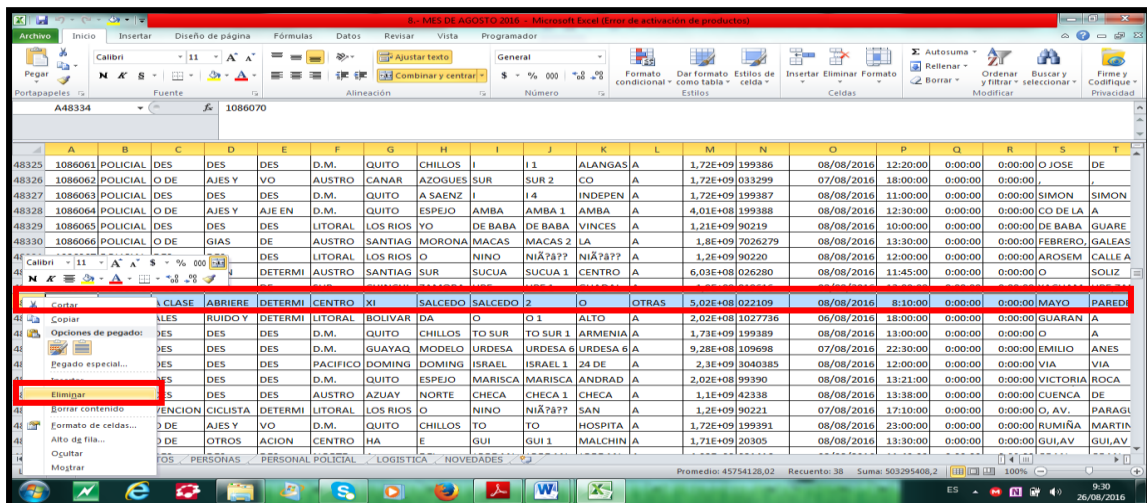 8.- MES DE AGOSTO 2016 - Microsoft Excel (Error de activación de productos)
Archivo Inicio Insertar Diseño de página Fórmulas Datos Revisar Vista Programador
Pegar
Calibri 11 A A
N K S
Ajustar texto
Combinar y centrar
General
$ % 000
Formato condicional
Dar formato como tabla
Estilos de celda
Insertar Eliminar Formato
Σ Autosuma
Rellenar
Borrar
Ordenar y filtrar
Buscar y seleccionar
Firme y Codifique
Portapapeles Fuente Alineación Número Estilos Celdas Modificar Privacidad
A48334 fx 1086070
A B C D E F G H I J K L M N O P Q R S T
48325 1086061 POLICIAL DES DES DES D.M. QUITO CHILLOS I I 1 ALANGAS A 1,72E+09 199386 08/08/2016 12:20:00 0:00:00 0:00:00 O JOSE DE
48326 1086062 POLICIAL O DE AJES Y VO AUSTRO CANAR AZOGUES SUR SUR 2 CO A 1,72E+09 033299 07/08/2016 18:00:00 0:00:00 0:00:00 , ,
48327 1086063 POLICIAL DES DES DES D.M. QUITO A SAENZ I I 4 INDEPEN A 1,72E+09 199387 08/08/2016 11:00:00 0:00:00 0:00:00 SIMON SIMON
48328 1086064 POLICIAL O DE AJES Y AJE EN D.M. QUITO ESPEJO AMBA AMBA 1 AMBA A 4,01E+08 199388 08/08/2016 12:30:00 0:00:00 0:00:00 CO DE LA A
48329 1086065 POLICIAL DES DES DES LITORAL LOS RIOS YO DE BABA DE BABA VINCES A 1,21E+09 90219 08/08/2016 10:00:00 0:00:00 0:00:00 DE BABA GUARE
48330 1086066 POLICIAL O DE GIAS DE AUSTRO SANTIAG MORONA MACAS MACAS 2 LA A 1,8E+09 7026279 08/08/2016 13:30:00 0:00:00 0:00:00 FEBRERO, GALEAS
DES LITORAL LOS RIOS O NINO NIÃ?â?? NIÃ?â?? A 1,2E+09 90220 08/08/2016 12:00:00 0:00:00 0:00:00 AROSEM CALLE A
Calibri 11 A A $ % 000
N K
DETERMI AUSTRO SANTIAG SUR SUCUA SUCUA 1 CENTRO A 6,03E+08 026280 08/08/2016 11:45:00 0:00:00 0:00:00 O SOLIZ
Cortar
A CLASE ABRIERE DETERMI CENTRO XI SALCEDO SALCEDO 2 O OTRAS 5,02E+08 022109 08/08/2016 8:10:00 0:00:00 0:00:00 MAYO PAREDE
Copiar
ALES RUIDO Y DETERMI LITORAL BOLIVAR DA O O 1 ALTO A 2,02E+08 1027736 06/08/2016 18:00:00 0:00:00 0:00:00 GUARAN A
Opciones de pegado:
DES DES DES D.M. QUITO CHILLOS TO SUR TO SUR 1 ARMENIA A 1,73E+09 199389 08/08/2016 13:00:00 0:00:00 0:00:00 O A
DES DES DES D.M. GUAYAQ MODELO URDESA URDESA 6 URDESA 6 A 9,28E+08 109698 07/08/2016 22:30:00 0:00:00 0:00:00 EMILIO ANES
Pegado especial...
DES DES DES PACIFICO DOMING DOMING ISRAEL ISRAEL 1 24 DE A 2,3E+09 3040385 08/08/2016 12:00:00 0:00:00 0:00:00 VIA VIA
Insertar...
DES DES DES D.M. QUITO ESPEJO MARISCA MARISCA ANDRAD A 2,02E+08 99390 08/08/2016 13:21:00 0:00:00 0:00:00 VICTORIA ROCA
Eliminar
DES DES DES AUSTRO AZUAY NORTE CHECA CHECA 1 CHECA A 1,1E+09 42338 08/08/2016 13:38:00 0:00:00 0:00:00 CUENCA DE
Borrar contenido
VENCION CICLISTA DETERMI LITORAL LOS RIOS O NINO NIÃ?â?? SAN A 1,2E+09 90221 07/08/2016 17:10:00 0:00:00 0:00:00 O, AV. PARAGU
Formato de celdas...
O DE AJES Y VO D.M. QUITO CHILLOS TO TO HOSPITA A 1,72E+09 199391 08/08/2016 23:00:00 0:00:00 0:00:00 RUMIÑA MARTIN
Alto de fila...
O DE OTROS ACION CENTRO HA E GUI GUI 1 MALCHIN A 1,71E+09 20305 08/08/2016 13:30:00 0:00:00 0:00:00 GUI,AV GUI,AV
Ocultar
Mostrar
TOS PERSONAS PERSONAL POLICIAL LOGISTICA NOVEDADES
Promedio: 45754128,02 Recuento: 38 Suma: 503295408,2 100%
ES 9:30
26/08/2016